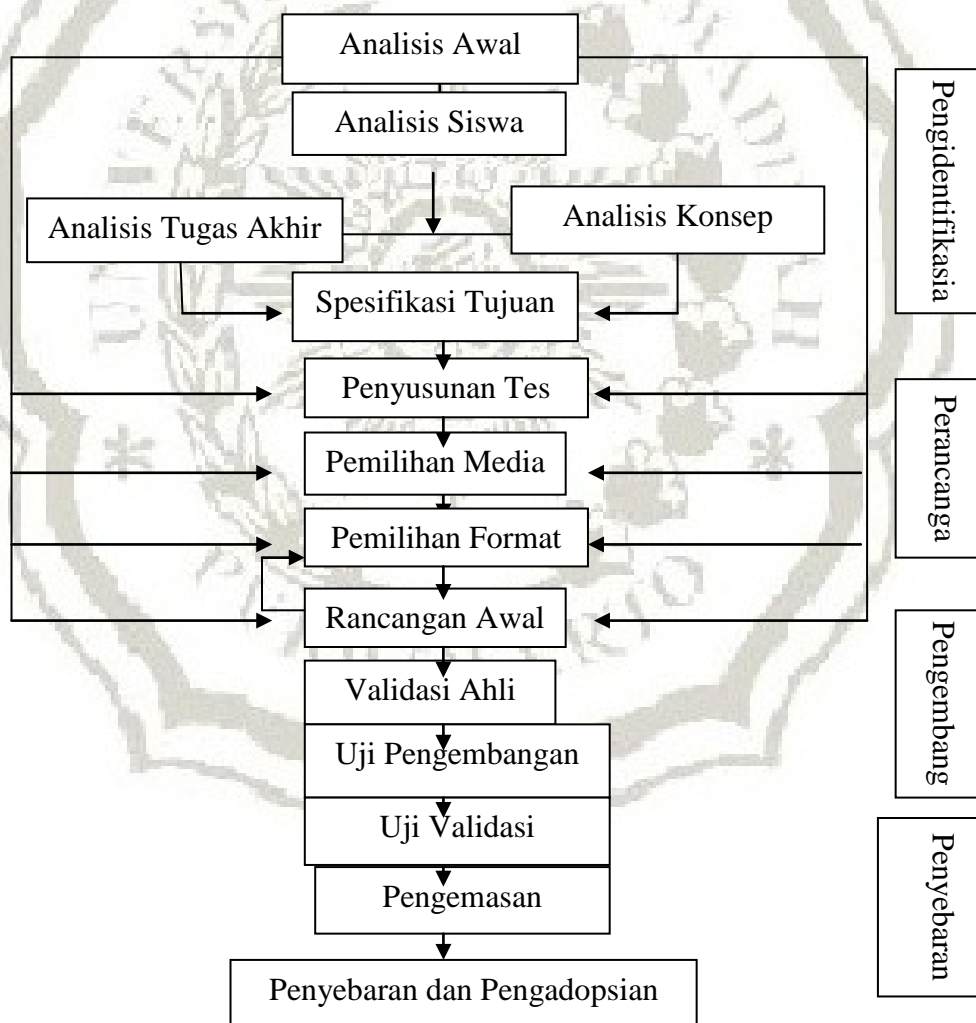 Analisis Awal
Analisis Siswa
Analisis Tugas Akhir
Analisis Konsep
Spesifikasi Tujuan
Penyusunan Tes
Pemilihan Media
Pemilihan Format
Rancangan Awal
Validasi Ahli
Uji Pengembangan
Uji Validasi
Pengemasan
Penyebaran dan Pengadopsian
Pengidentifikasia
Perancanga
Pengembang
Penyebaran